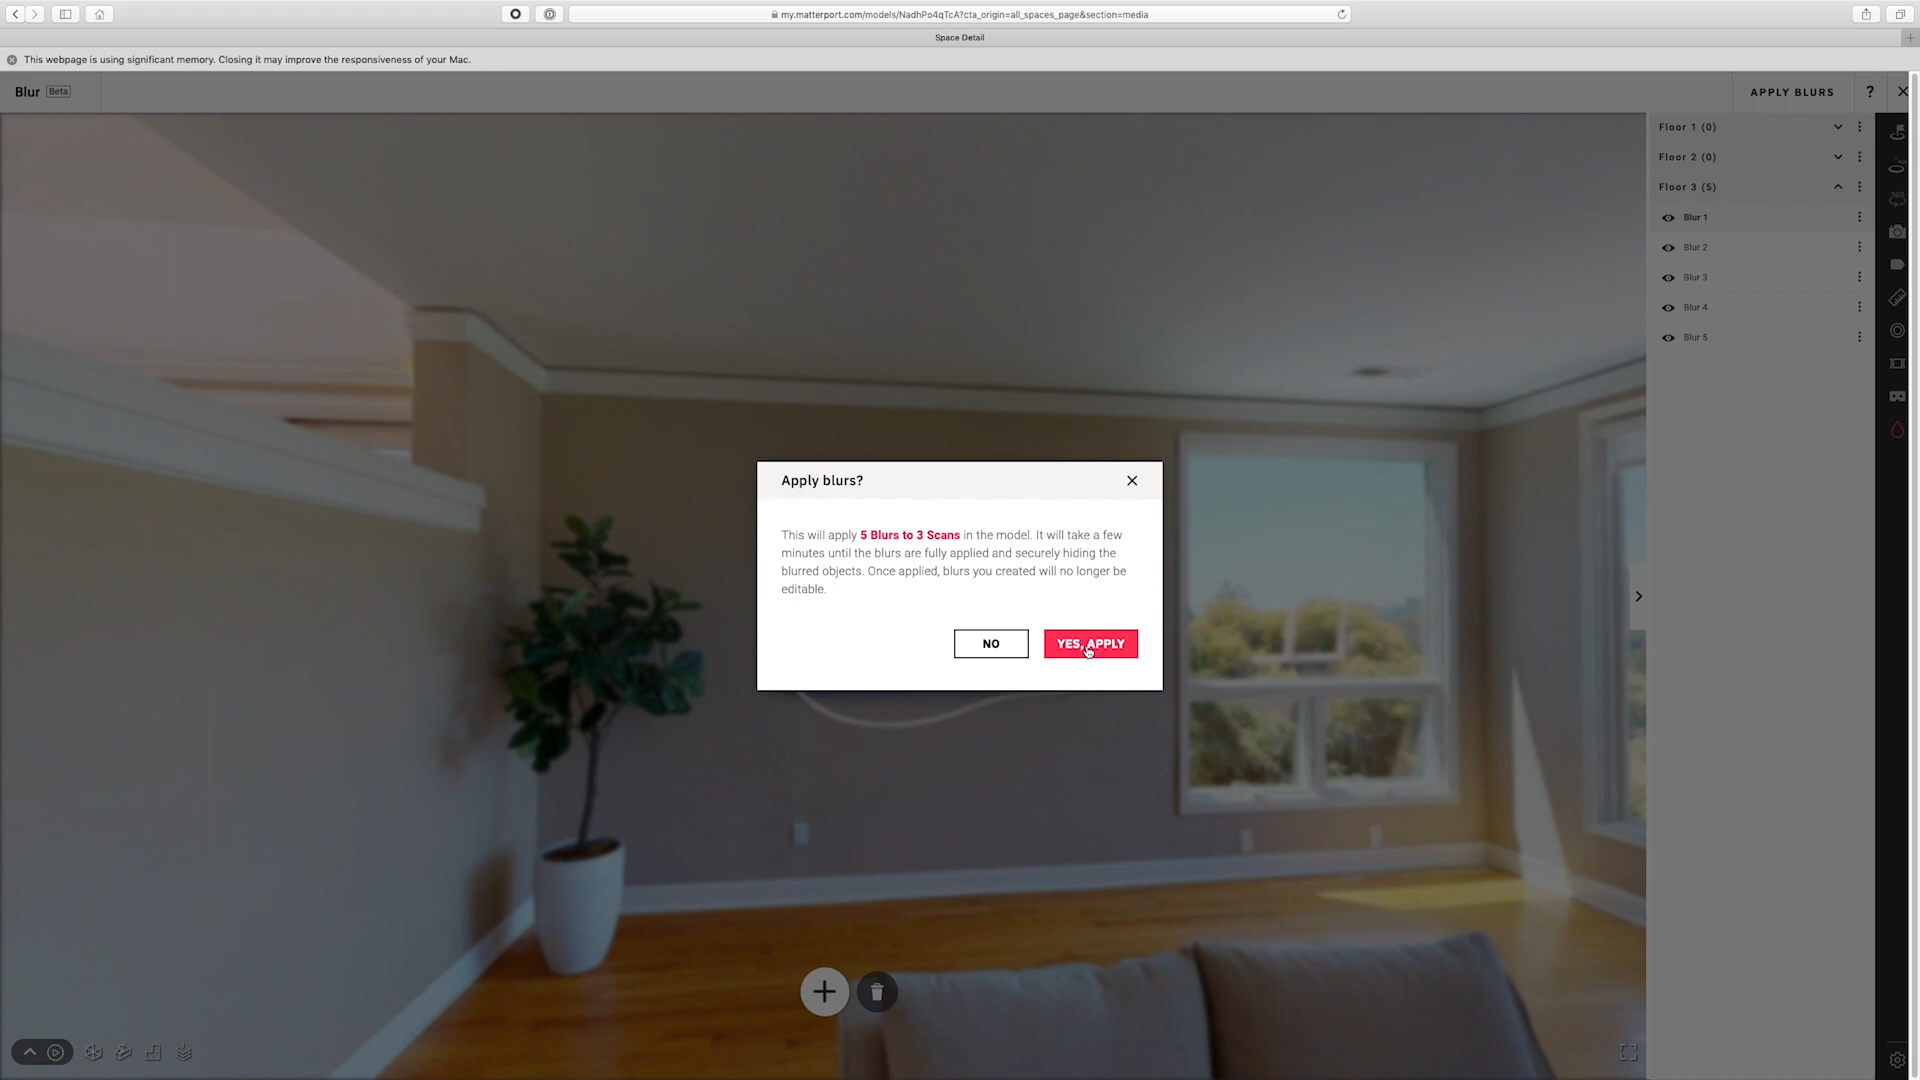 my.matterport.com/models/NadhPo4qTcA?cta_origin=all_spaces_page&section=media
Space Detail
This webpage is using significant memory. Closing it may improve the responsiveness of your Mac.
Blur Beta
APPLY BLURS ?
Floor 1 (0)
Floor 2 (0)
Floor 3 (5)
Blur 1
Blur 2
Blur 3
Blur 4
Blur 5
Apply blurs?
This will apply 5 Blurs to 3 Scans in the model. It will take a few
minutes until the blurs are fully applied and securely hiding the
blurred objects. Once applied, blurs you created will no longer be
editable.
NO YES, APPLY